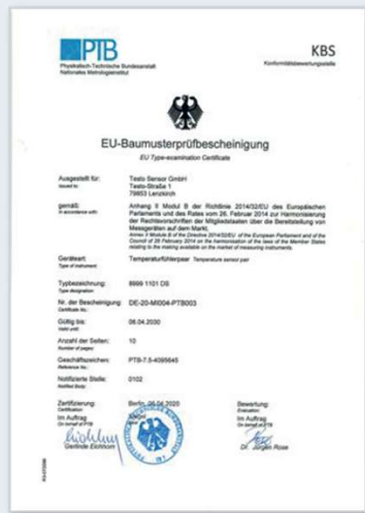 PTB
Physikalisch-Technische Bundesanstalt
Nationales Metrologieinstitut
KBS
Konformitätsbewertungsstelle
EU-Baumusterprüfbescheinigung
EU Type-examination Certificate
Ausgestellt für: Testo Sensor GmbH
Issued to: Testo-Straße 1
79853 Lenzkirch
gemäß: Anhang II Modul B der Richtlinie 2014/32/EU des Europäischen
In accordance with: Parlaments und des Rates vom 26. Februar 2014 zur Harmonisierung
der Rechtsvorschriften der Mitgliedstaaten über die Bereitstellung von
Messgeräten auf dem Markt.
Annex II Module B of the Directive 2014/32/EU of the European Parliament and of the
Council of 26 February 2014 on the harmonisation of the laws of the Member States
relating to the making available on the market of measuring instruments.
Geräteart: Temperaturfühlerpaar Temperature sensor pair
Type of instrument:
Typbezeichnung: 8999 1101 DS
Type designation:
Nr. der Bescheinigung: DE-20-MI004-PTB003
Certificate No.:
Gültig bis: 06.04.2030
Valid until:
Anzahl der Seiten: 10
Number of pages:
Geschäftszeichen: PTB-7.5-4095645
Reference No.:
Notifizierte Stelle: 0102
Notified Body:
Zertifizierung: Berlin, 06.04.2020 Bewertung:
Certification Evaluation
Im Auftrag Siegel Im Auftrag
On behalf of PTB On behalf of PTB
Gerlinde Eichhorn Dr. Jürgen Rose